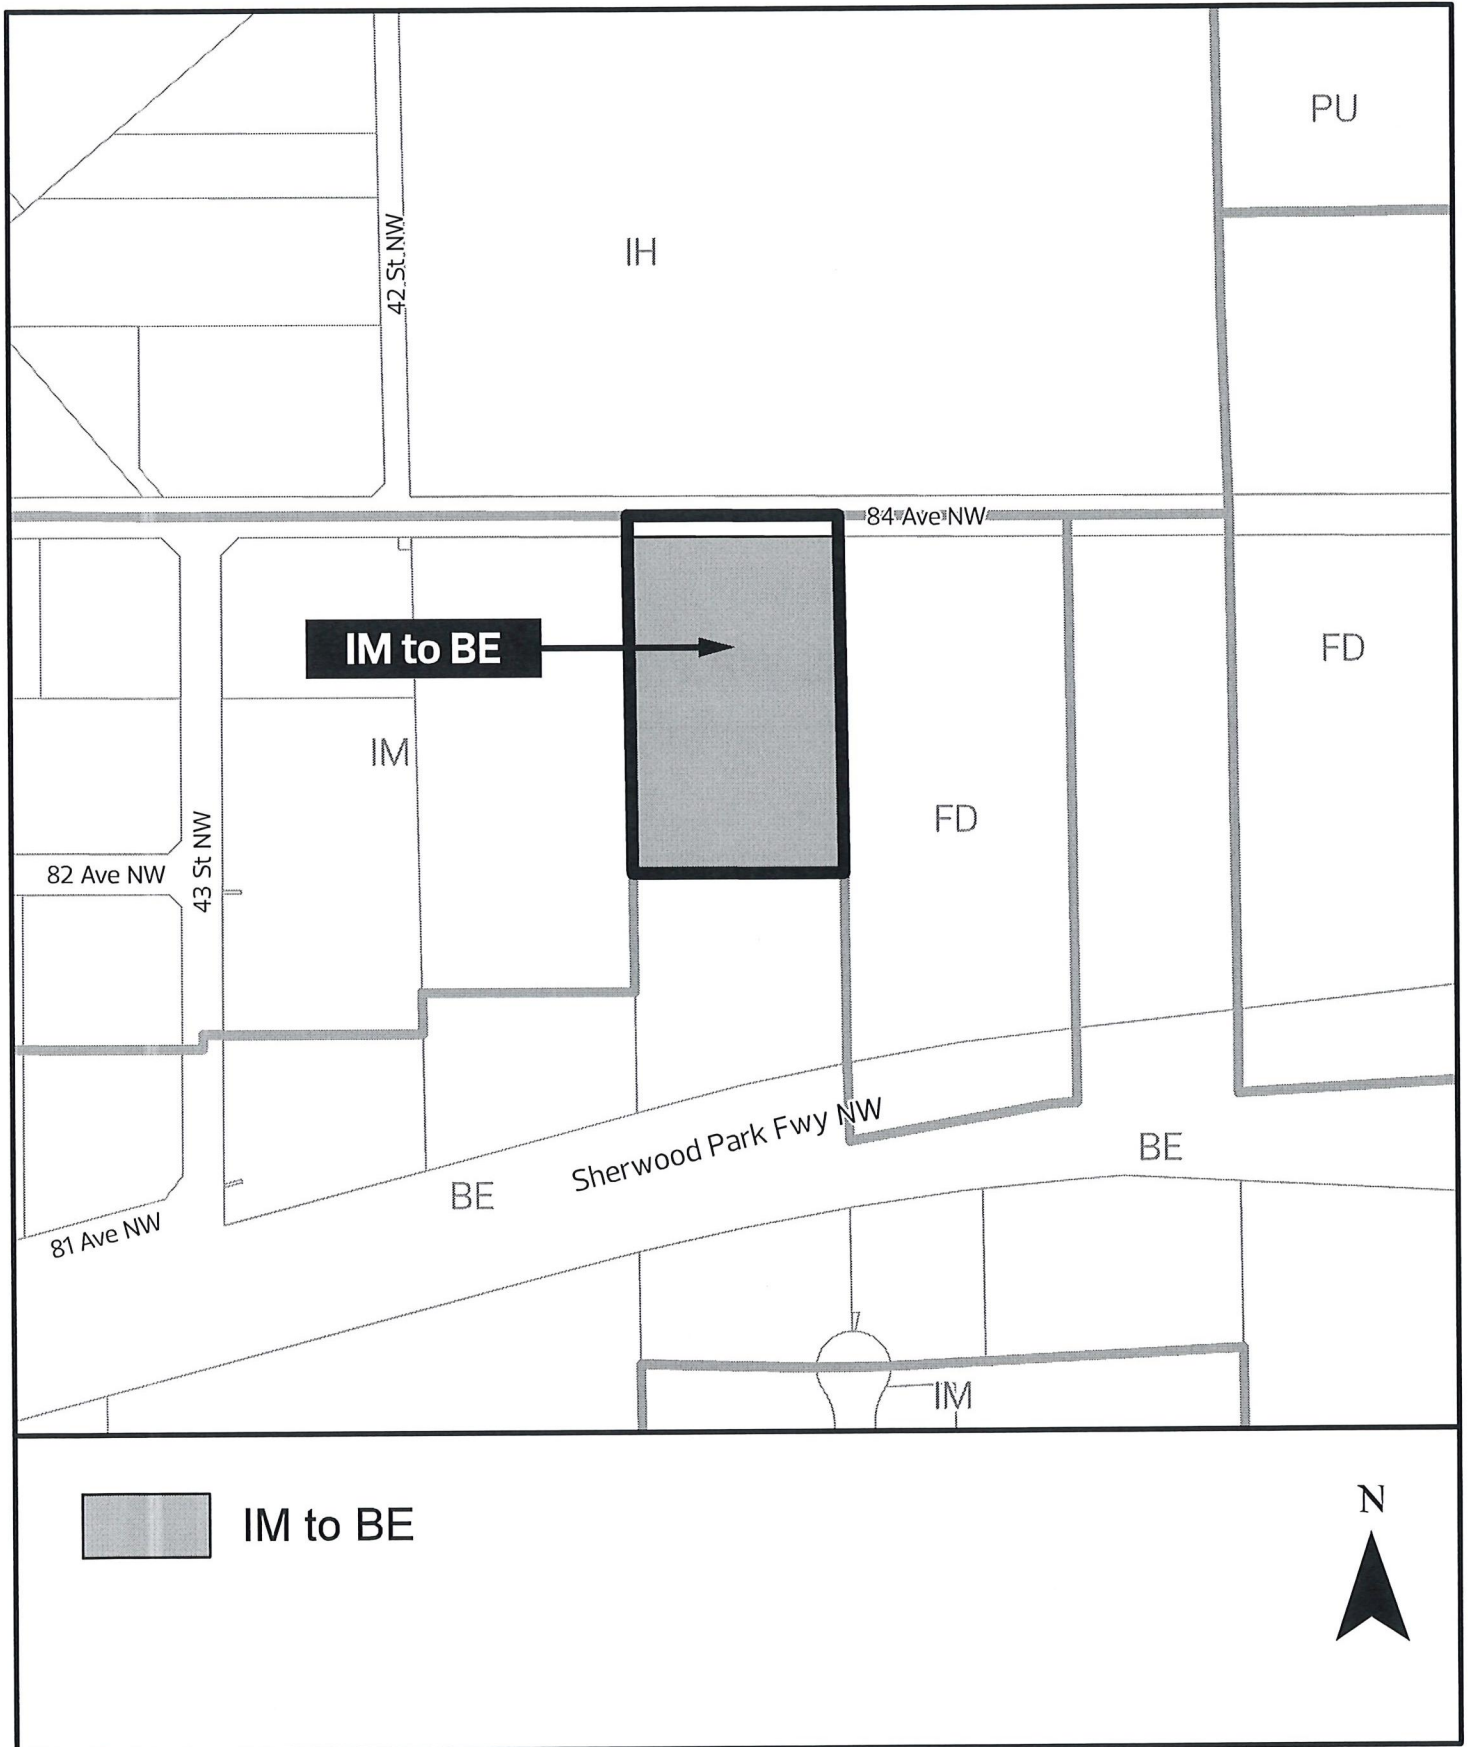 PU
42 St NW
IH
84 Ave NW
IM to BE
FD
IM
FD
82 Ave NW
43 St NW
Sherwood Park Fwy NW
BE
BE
81 Ave NW
IM
IM to BE
N